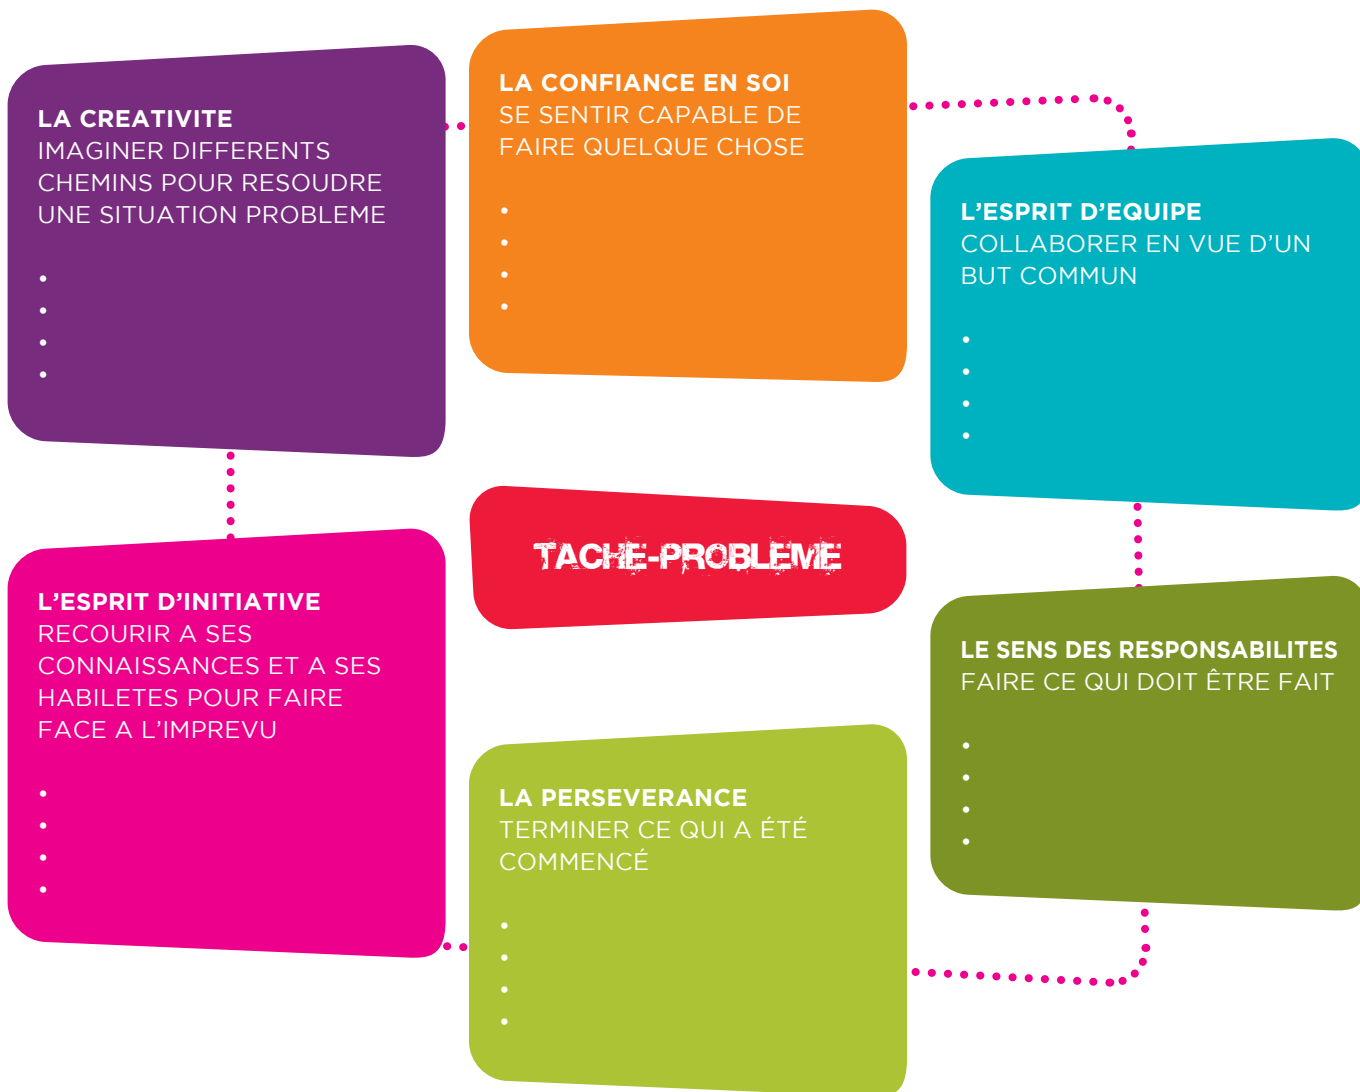 LA CREATIVITE
IMAGINER DIFFERENTS
CHEMINS POUR RESOUDRE
UNE SITUATION PROBLEME
•
•
•
•
LA CONFIANCE EN SOI
SE SENTIR CAPABLE DE
FAIRE QUELQUE CHOSE
•
•
•
•
L’ESPRIT D’EQUIPE
COLLABORER EN VUE D’UN
BUT COMMUN
•
•
•
•
TACHE-PROBLEME
L’ESPRIT D’INITIATIVE
RECOURIR A SES
CONNAISSANCES ET A SES
HABILETES POUR FAIRE
FACE A L’IMPREVU
•
•
•
•
LA PERSEVERANCE
TERMINER CE QUI A ÉTÉ
COMMENCÉ
•
•
•
•
LE SENS DES RESPONSABILITES
FAIRE CE QUI DOIT ÊTRE FAIT
•
•
•
•